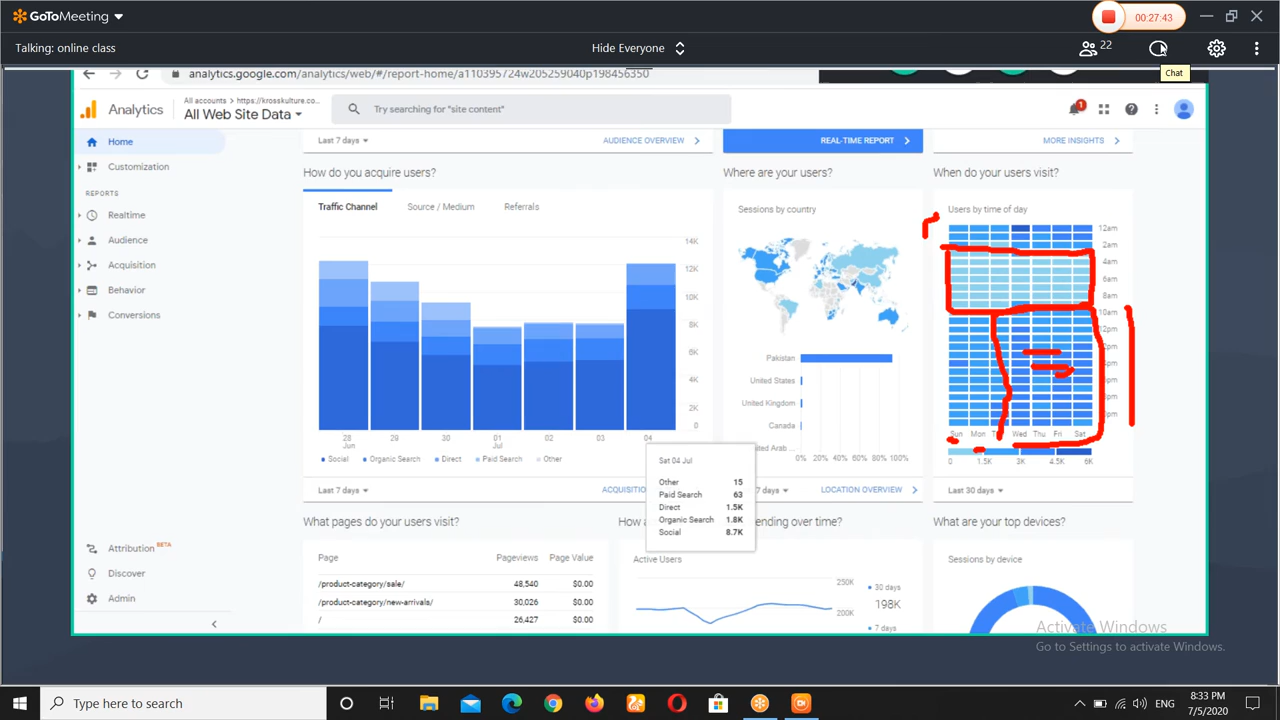 GoToMeeting
00:27:43
Talking: online class
Hide Everyone
22
Chat
analytics.google.com/analytics/web/#/report-home/a110395724w205259040p198456350
Analytics
All accounts > https://krosskulture.co...
All Web Site Data
Try searching for "site content"
1
Home
Customization
REPORTS
Realtime
Audience
Acquisition
Behavior
Conversions
Attribution BETA
Discover
Admin
Last 7 days
AUDIENCE OVERVIEW
REAL-TIME REPORT
MORE INSIGHTS
How do you acquire users?
Traffic Channel
Source / Medium
Referrals
14K
12K
10K
8K
6K
4K
2K
0
28 Jun
29
30
01 Jul
02
03
04
Social
Organic Search
Direct
Paid Search
Other
Last 7 days
ACQUISITIO
Sat 04 Jul
Other 15
Paid Search 63
Direct 1.5K
Organic Search 1.8K
Social 8.7K
Where are your users?
Sessions by country
Pakistan
United States
United Kingdom
Canada
ed Arab ...
0% 20% 40% 60% 80% 100%
7 days
LOCATION OVERVIEW
When do your users visit?
Users by time of day
12am
2am
4am
6am
8am
10am
12pm
Sun Mon Wed Thu Fri Sat
0 1.5K 3K 4.5K 6K
Last 30 days
What pages do your users visit?
Page Pageviews Page Value
/product-category/sale/ 48,540 $0.00
/product-category/new-arrivals/ 30,026 $0.00
/ 26,427 $0.00
ending over time?
Active Users
250K
200K
30 days
198K
7 days
What are your top devices?
Sessions by device
Activate Windows
Go to Settings to activate Windows.
Type here to search
ENG
8:33 PM
7/5/2020